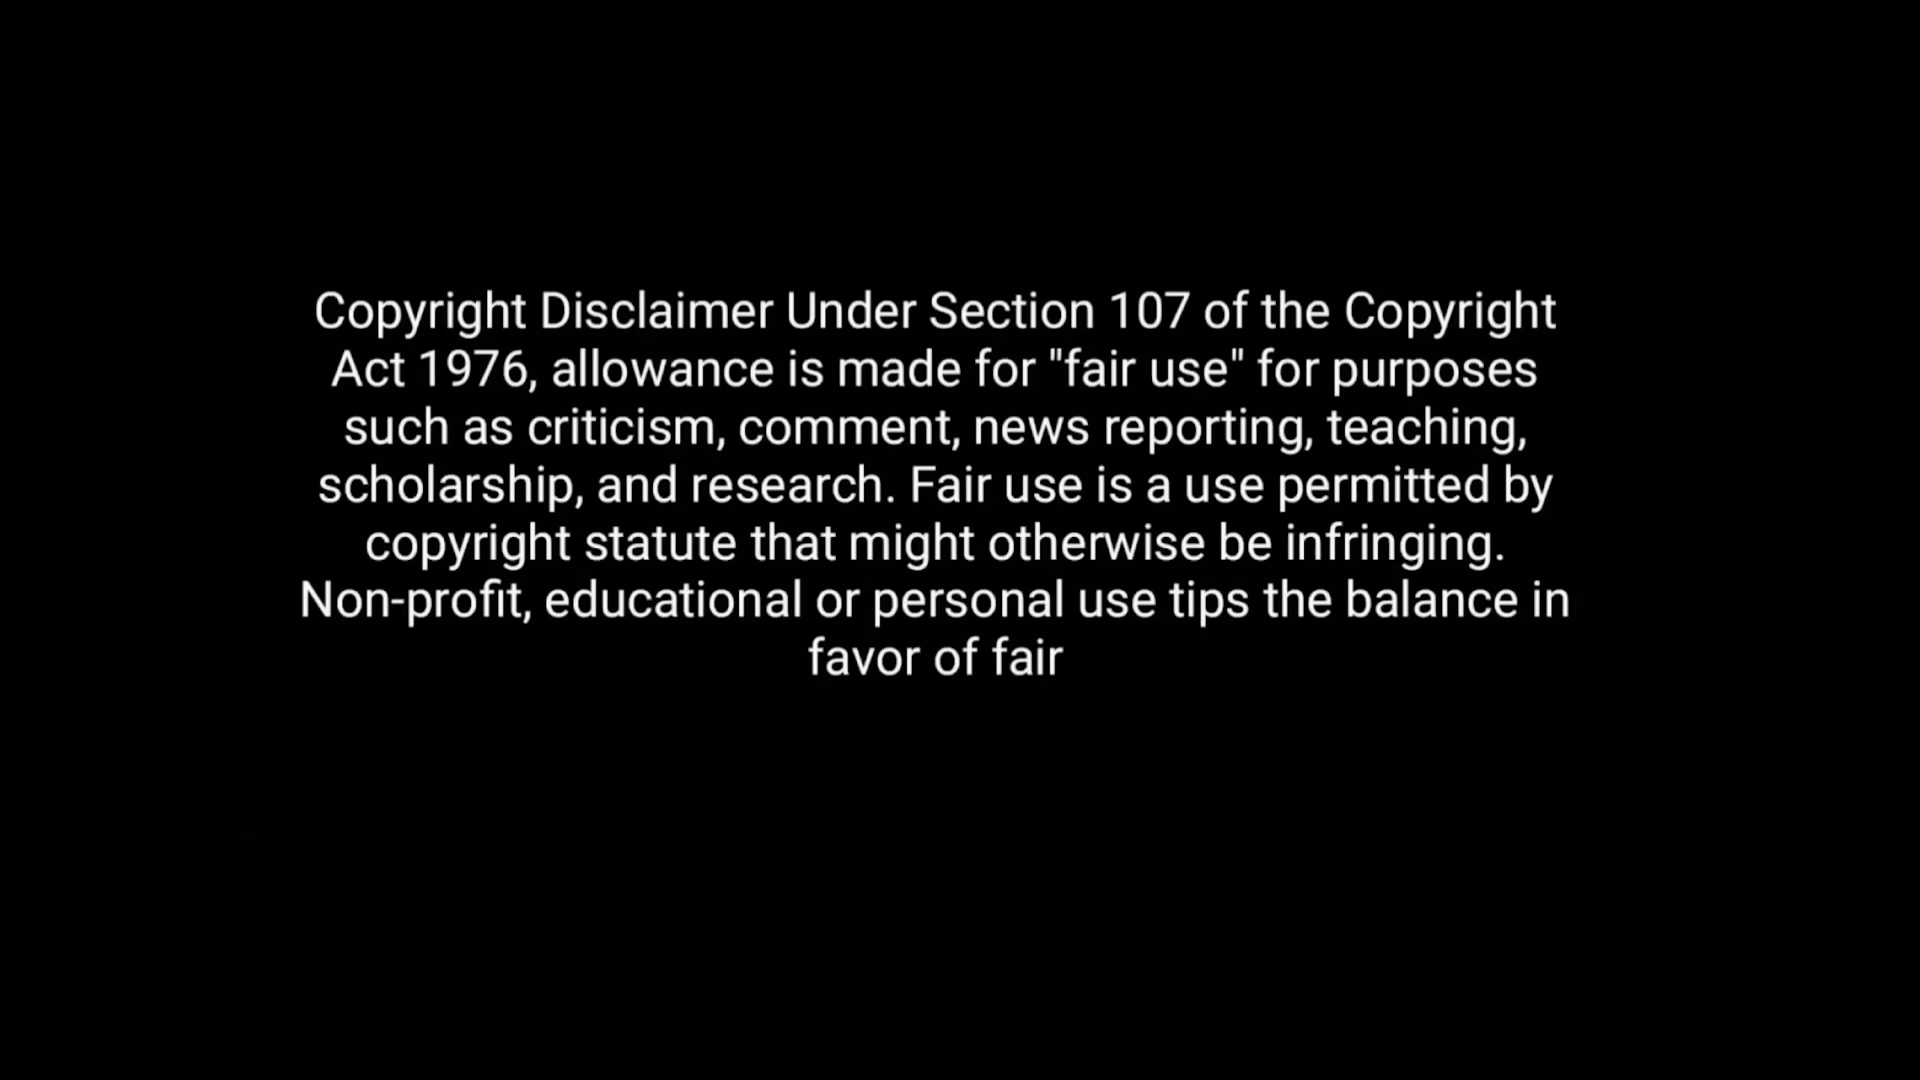 Copyright Disclaimer Under Section 107 of the Copyright
Act 1976, allowance is made for "fair use" for purposes
such as criticism, comment, news reporting, teaching,
scholarship, and research. Fair use is a use permitted by
copyright statute that might otherwise be infringing.
Non-profit, educational or personal use tips the balance in
favor of fair